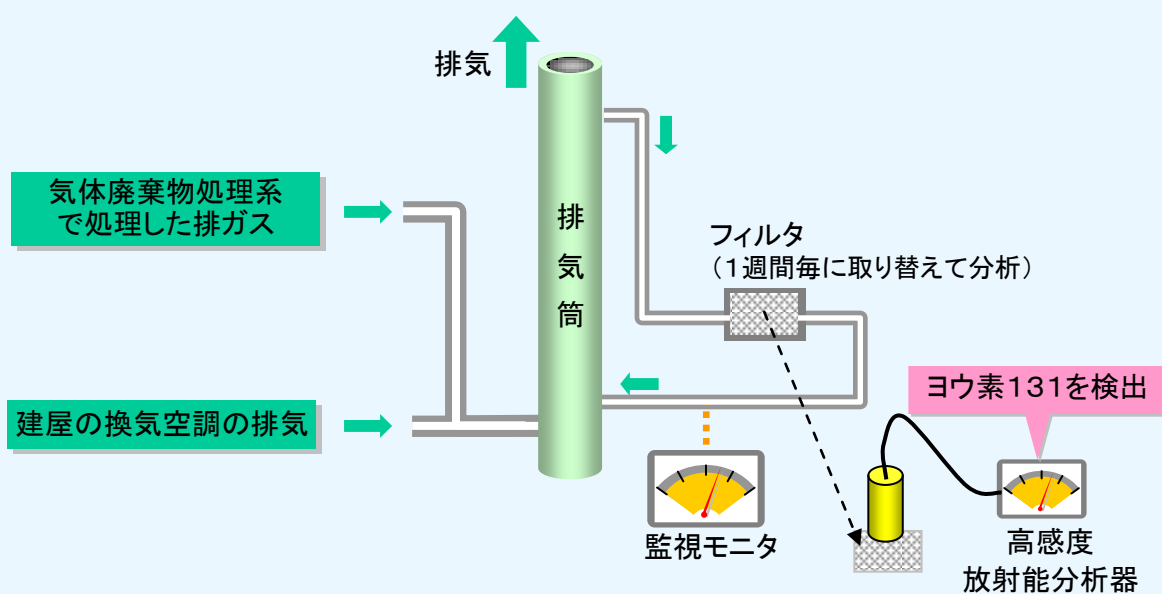 排気
気体廃棄物処理系
で処理した排ガス
排気筒
フィルタ
（１週間毎に取り替えて分析）
ヨウ素１３１を検出
建屋の換気空調の排気
監視モニタ
高感度
放射能分析器